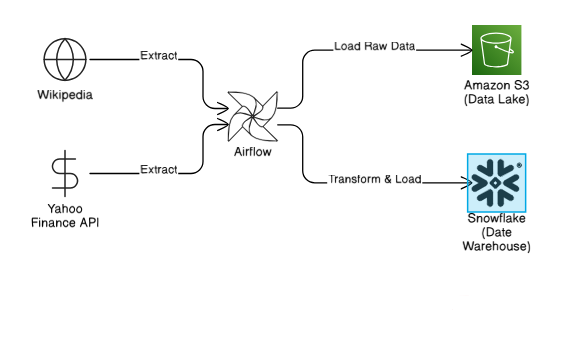 Extract
Load Raw Data
Wikipedia
Amazon S3
(Data Lake)
Airflow
Extract
Transform & Load
Yahoo
Finance API
Snowflake
(Date
Warehouse)